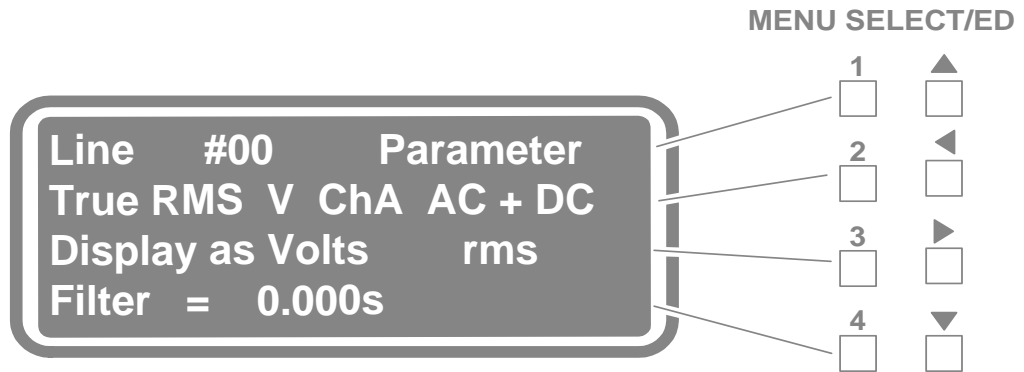 MENU SELECT/ED
1
2
3
4
Line #00 Parameter
True RMS V ChA AC + DC
Display as Volts rms
Filter = 0.000s